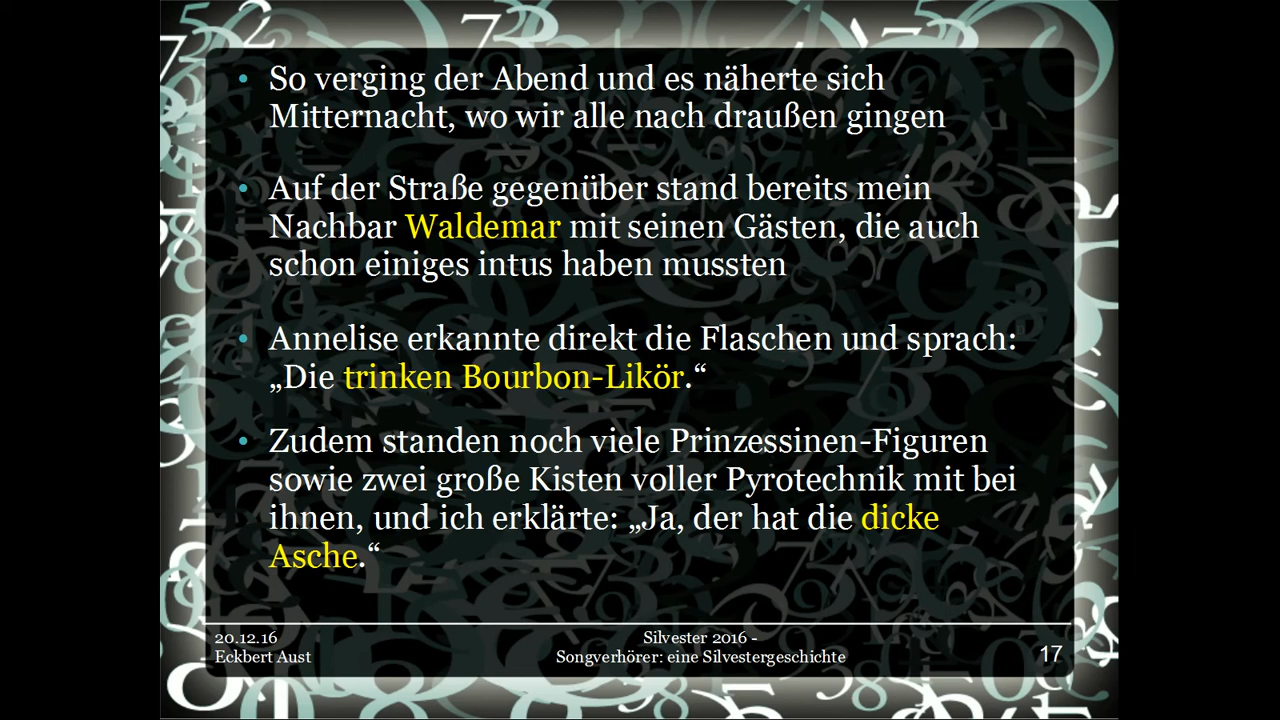 • So verging der Abend und es näherte sich
Mitternacht, wo wir alle nach draußen gingen
• Auf der Straße gegenüber stand bereits mein
Nachbar Waldemar mit seinen Gästen, die auch
schon einiges intus haben mussten
• Annelise erkannte direkt die Flaschen und sprach:
„Die trinken Bourbon-Likör.“
• Zudem standen noch viele Prinzessinen-Figuren
sowie zwei große Kisten voller Pyrotechnik mit bei
ihnen, und ich erklärte: „Ja, der hat die dicke
Asche.“
20.12.16
Eckbert Aust
Silvester 2016 -
Songverhörer: eine Silvestergeschichte
17